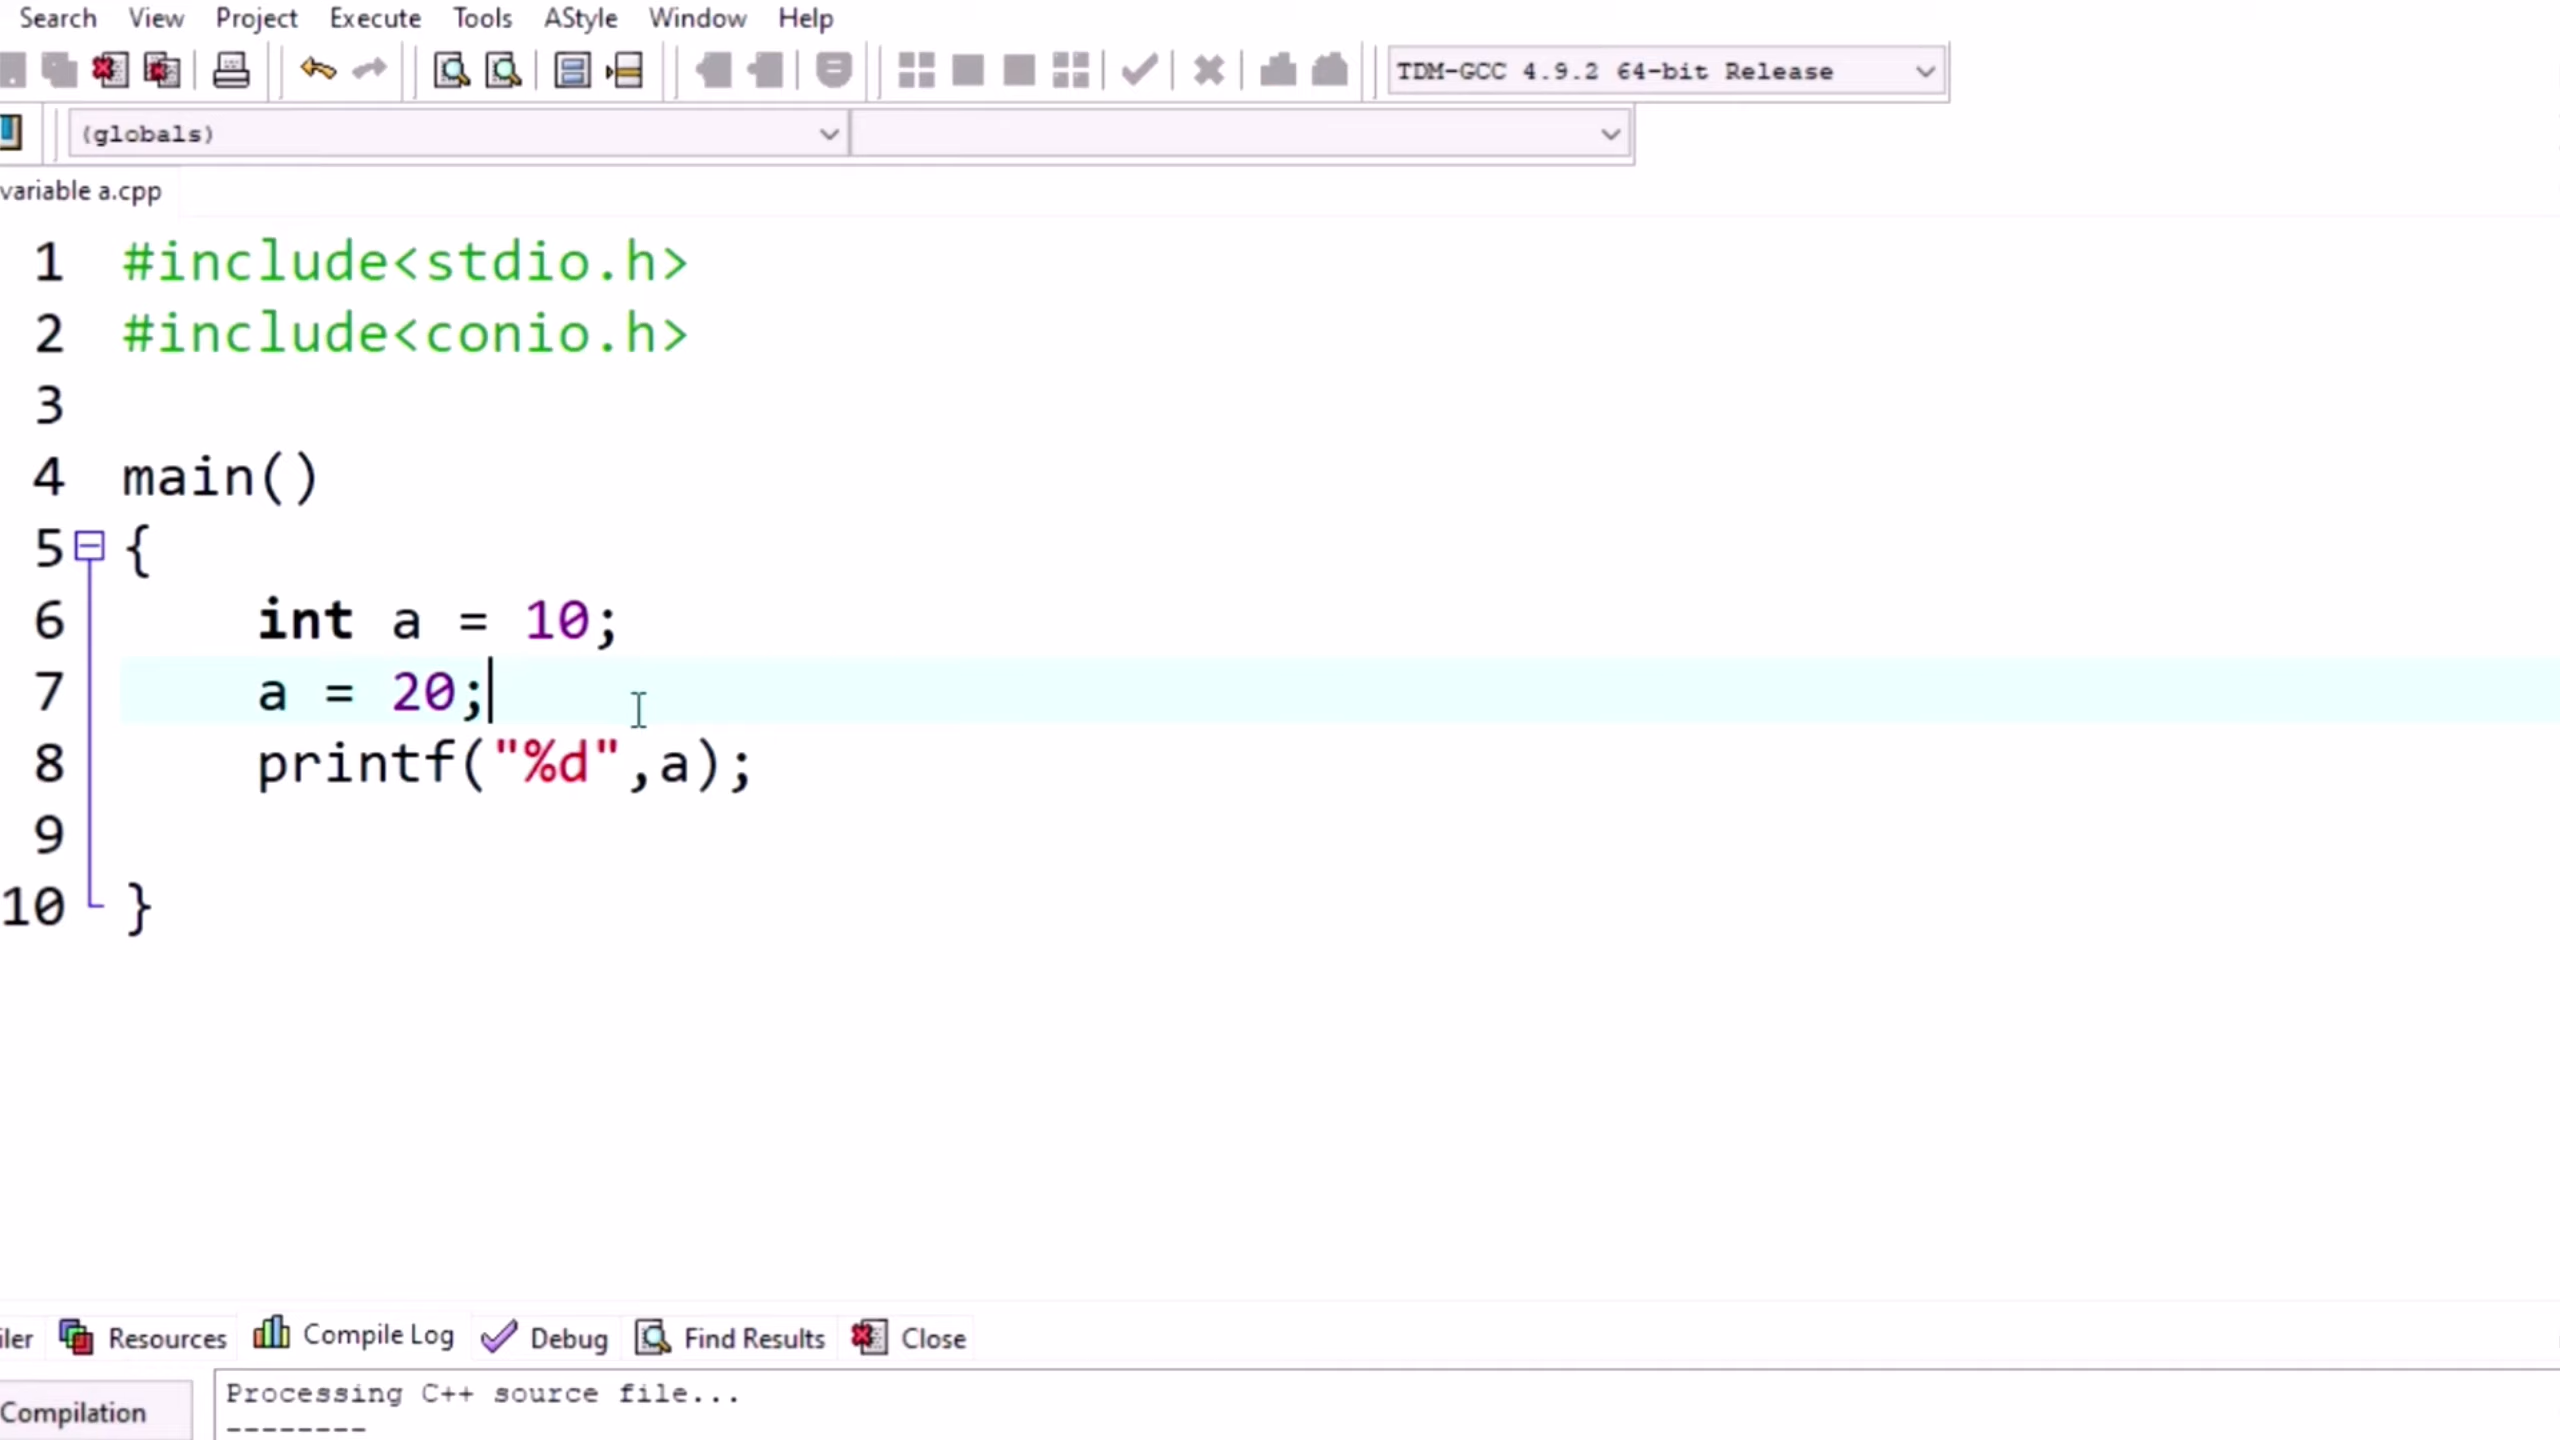 Search View Project Execute Tools AStyle Window Help
TDM-GCC 4.9.2 64-bit Release
(globals)
variable a.cpp
1 #include<stdio.h>
2 #include<conio.h>
3
4 main()
5 {
6 int a = 10;
7 a = 20;
8 printf("%d",a);
9
10 }
iler Resources Compile Log Debug Find Results Close
Compilation
Processing C++ source file...
--------